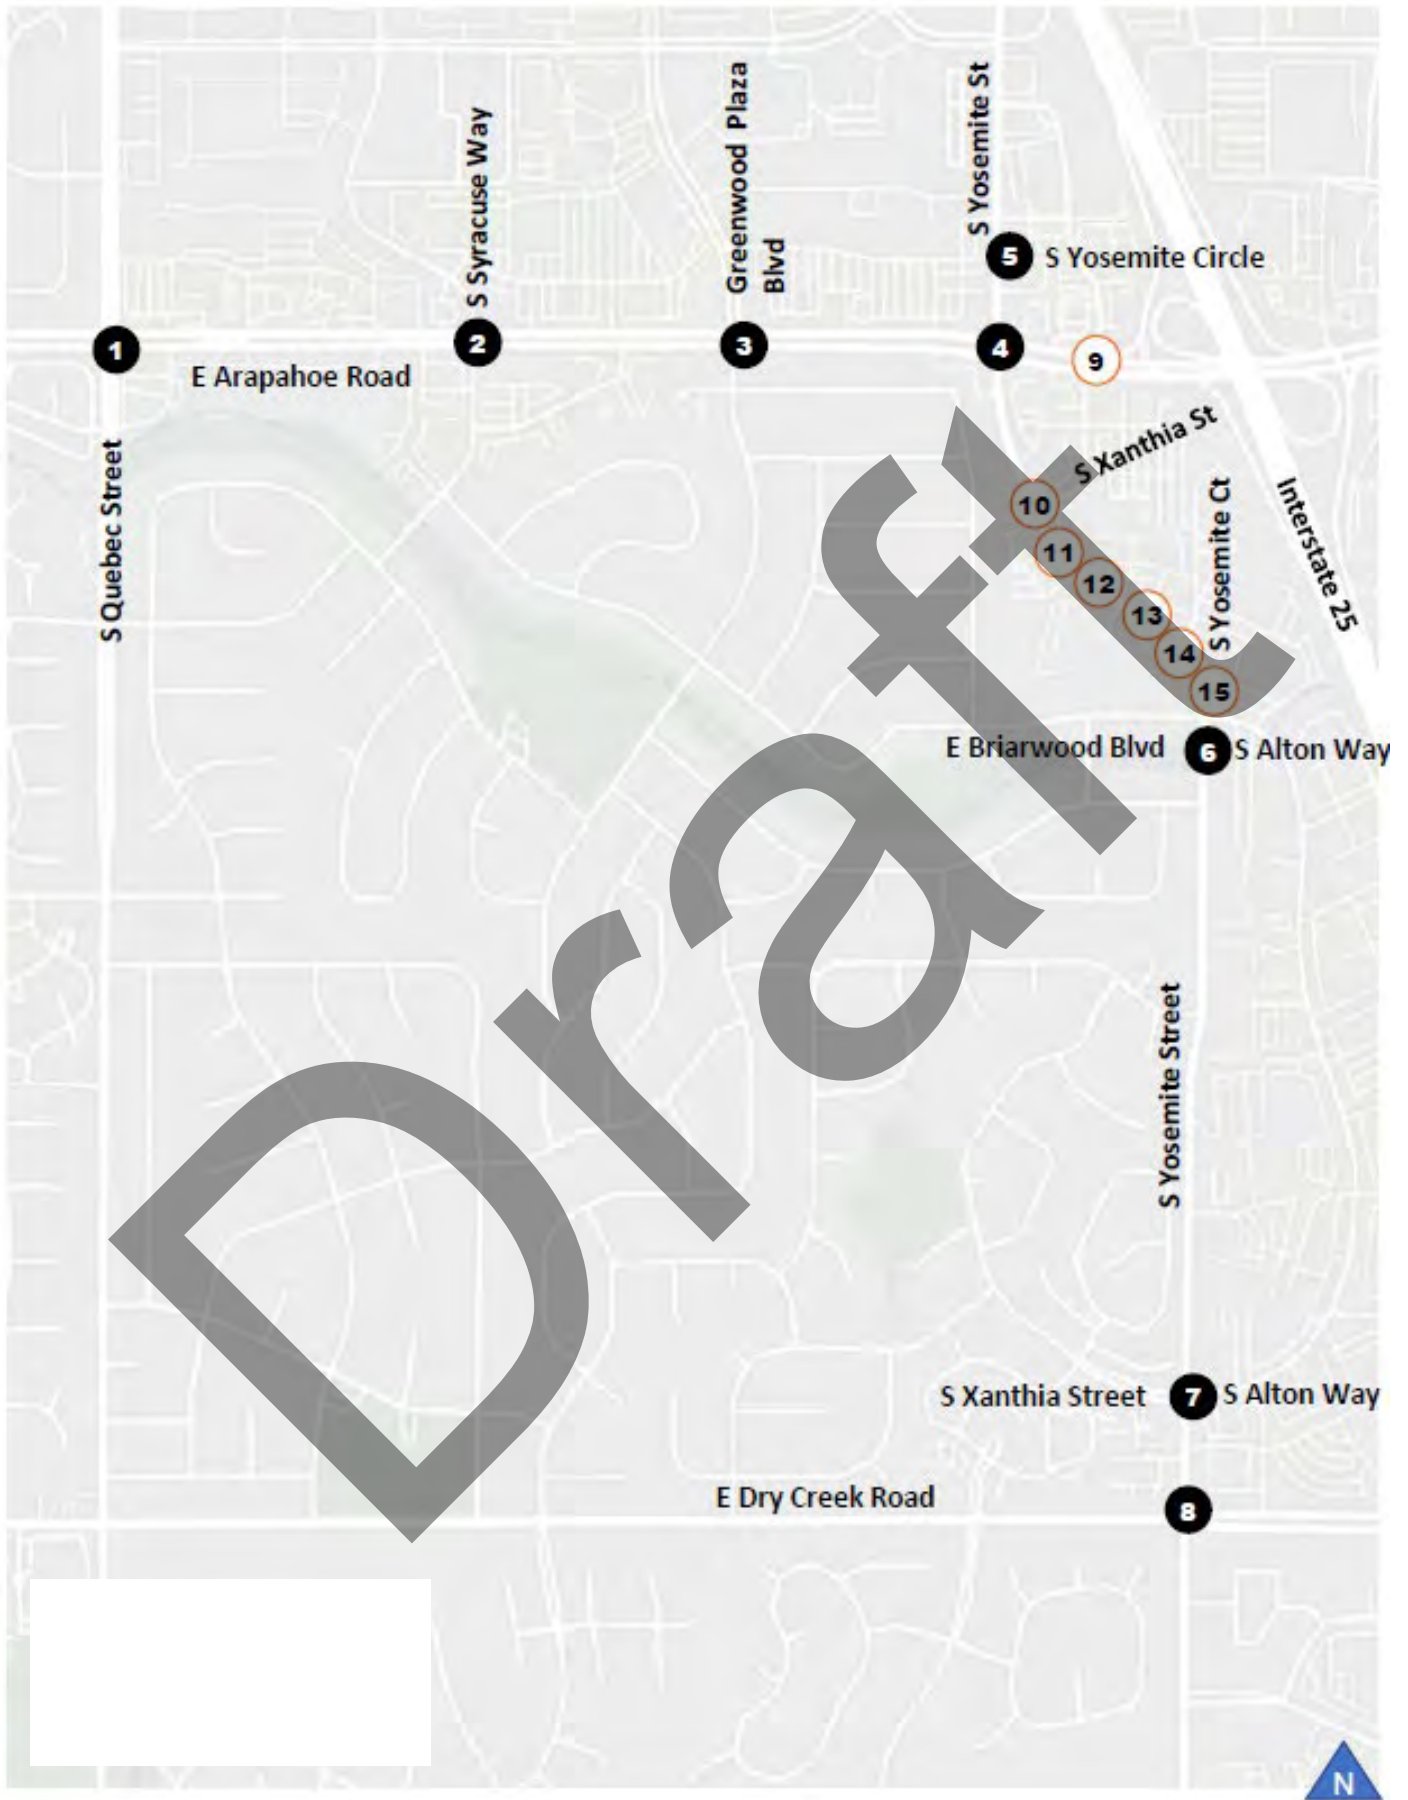 S Yosemite St
Greenwood Plaza
Blvd
S Syracuse Way
5 S Yosemite Circle
1
2
3
4
9
E Arapahoe Road
S Xanthia St
S Quebec Street
10
11
12
13
14
15
S Yosemite Ct
Interstate 25
E Briarwood Blvd 6 S Alton Way
Draft
S Yosemite Street
S Xanthia Street 7 S Alton Way
E Dry Creek Road
8
N